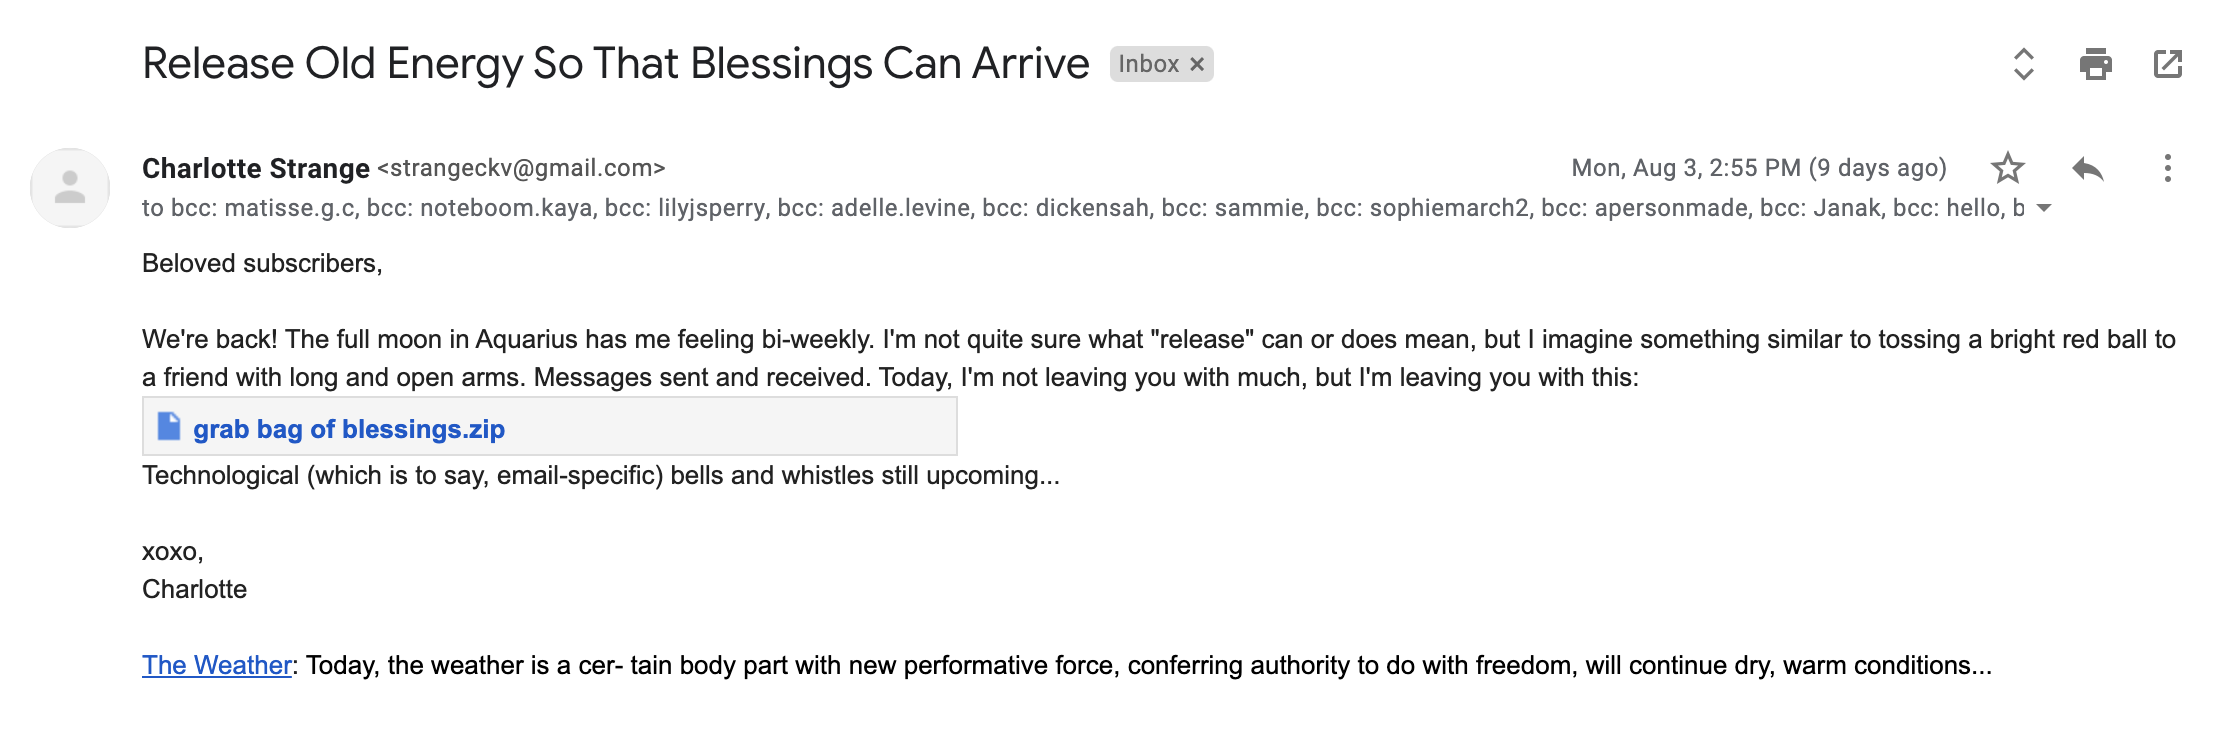 Release Old Energy So That Blessings Can Arrive Inbox ×
Charlotte Strange <strangeckv@gmail.com> Mon, Aug 3, 2:55 PM (9 days ago)
to bcc: matisse.g.c, bcc: noteboom.kaya, bcc: lilyjsperry, bcc: adelle.levine, bcc: dickensah, bcc: sammie, bcc: sophiemarch2, bcc: apersonmade, bcc: Janak, bcc: hello, b
Beloved subscribers,
We're back! The full moon in Aquarius has me feeling bi-weekly. I'm not quite sure what "release" can or does mean, but I imagine something similar to tossing a bright red ball to
a friend with long and open arms. Messages sent and received. Today, I'm not leaving you with much, but I'm leaving you with this:
grab bag of blessings.zip
Technological (which is to say, email-specific) bells and whistles still upcoming...
xoxo,
Charlotte
The Weather: Today, the weather is a cer- tain body part with new performative force, conferring authority to do with freedom, will continue dry, warm conditions...